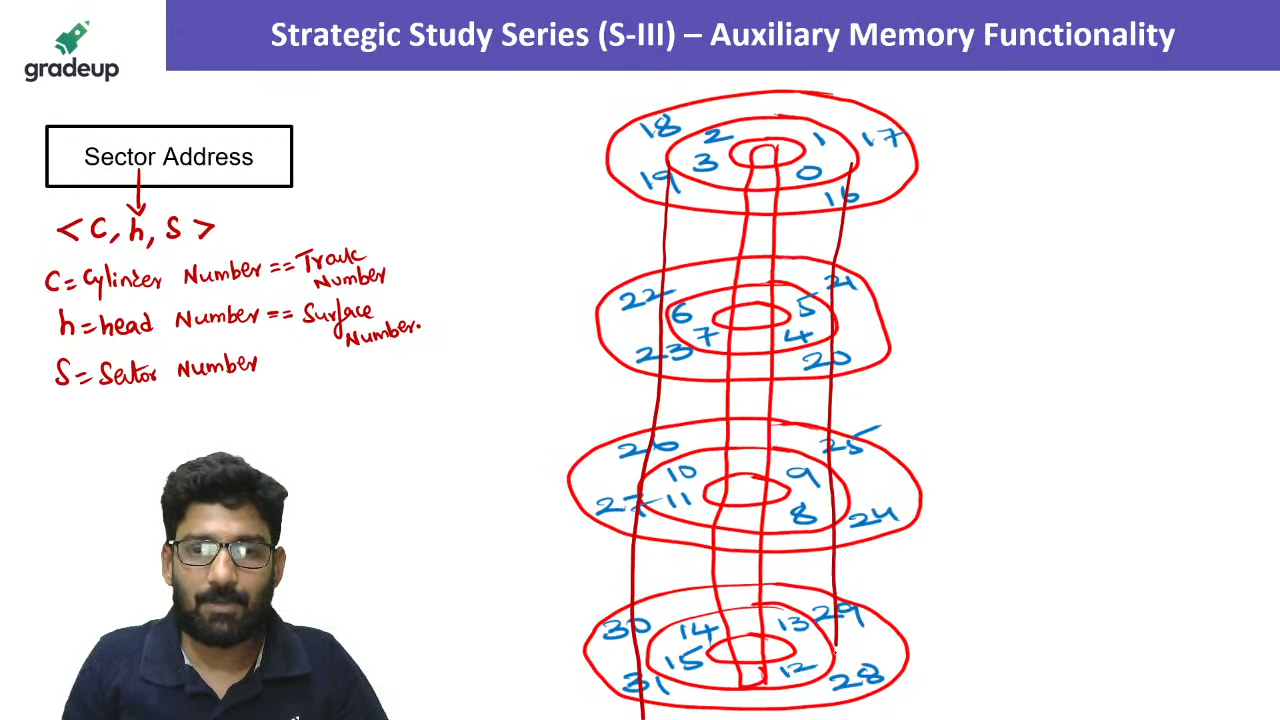 Strategic Study Series (S-III) – Auxiliary Memory Functionality
gradeup
Sector Address
< C, h, S >
C = Cylinder Number == Track Number
h = head Number == Surface Number.
S = Sector Number
18 2 1 17
19 3 0 16
22 6 5 21
23 7 4 20
26 10 9 25
27 11 8 24
30 14 13 29
31 15 12 28